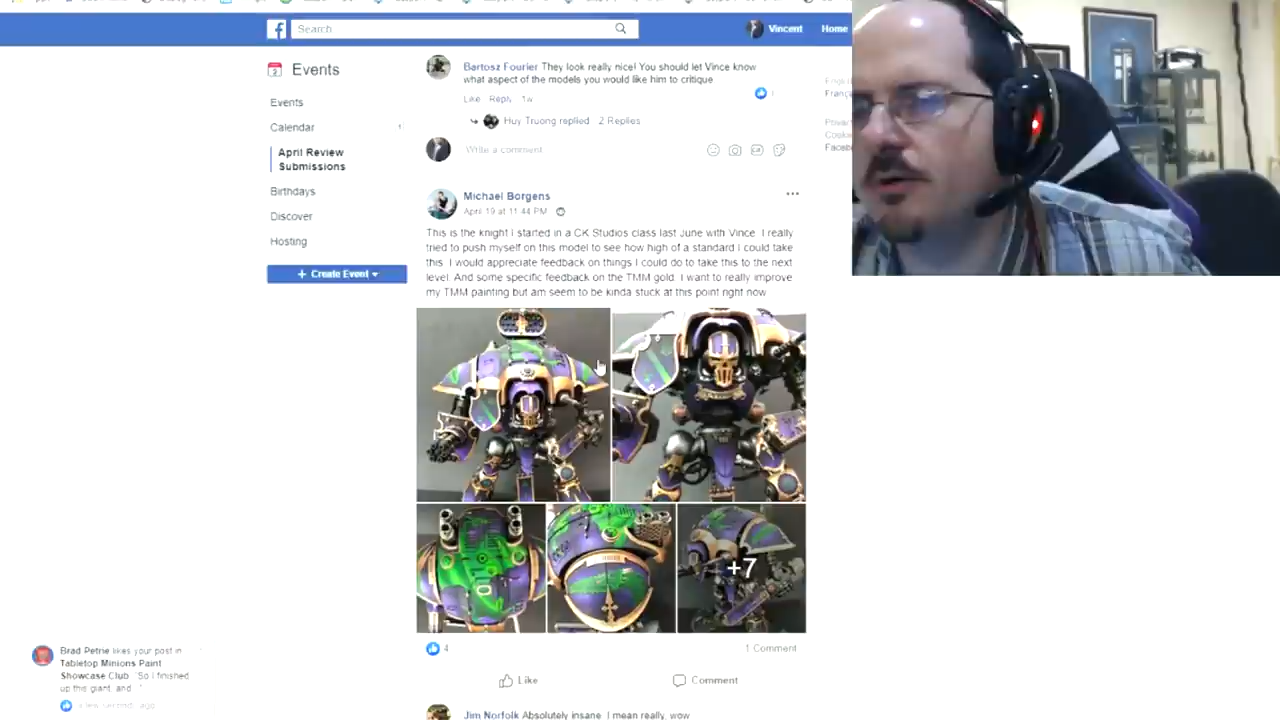 Search
Vincent Home
Events
Events
Calendar 1
April Review
Submissions
Birthdays
Discover
Hosting
+ Create Event
Bartosz Fourier They look really nice! You should let Vince know
what aspect of the models you would like him to critique
Like Reply 1w
1
Huy Truong replied 2 Replies
Write a comment
Michael Borgens
April 19 at 11:44 PM
This is the knight I started in a CK Studios class last June with Vince. I really
tried to push myself on this model to see how high of a standard I could take
this. I would appreciate feedback on things I could do to take this to the next
level. And some specific feedback on the TMM gold. I want to really improve
my TMM painting but am seem to be kinda stuck at this point right now
+7
4
1 Comment
Like Comment
Jim Norfolk Absolutely insane. I mean really, wow
Brad Petrie likes your post in
Tabletop Minions Paint
Showcase Club: "So I finished
up this giant, and
a few seconds ago